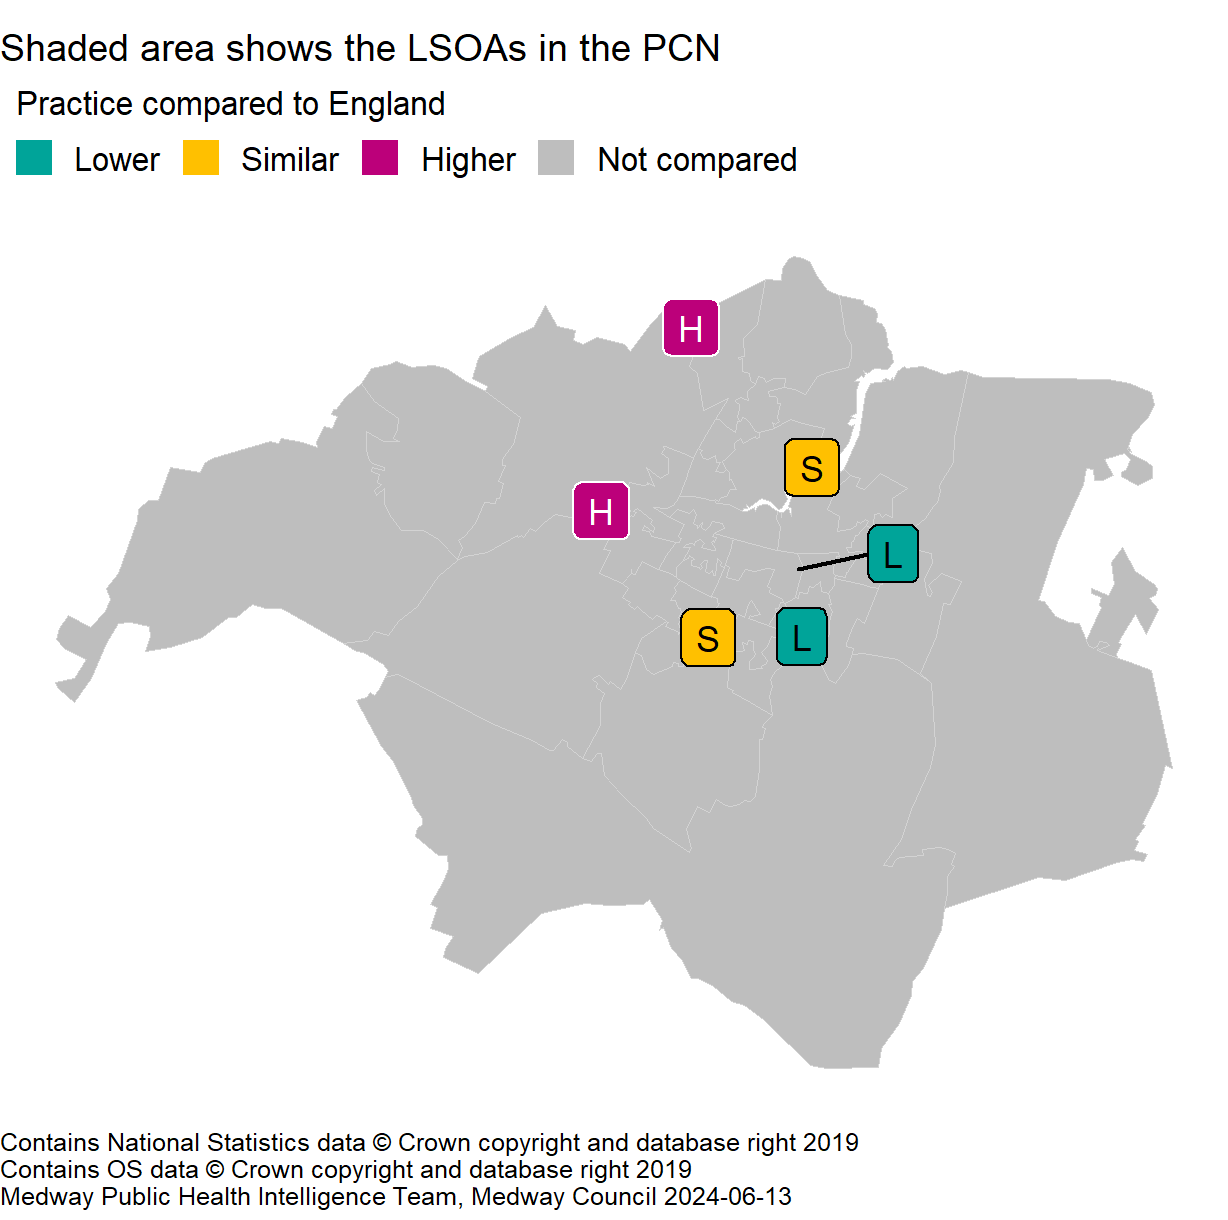 Shaded area shows the LSOAs in the PCN
Practice compared to England
Lower Similar Higher Not compared
H
S
H
L
S
L
Contains National Statistics data © Crown copyright and database right 2019
Contains OS data © Crown copyright and database right 2019
Medway Public Health Intelligence Team, Medway Council 2024-06-13